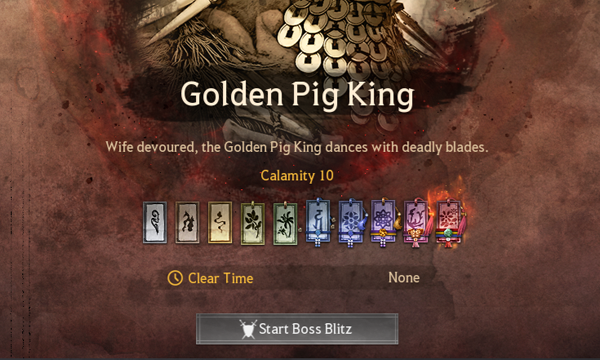 Golden Pig King
Wife devoured, the Golden Pig King dances with deadly blades.
Calamity 10
Clear Time None
Start Boss Blitz